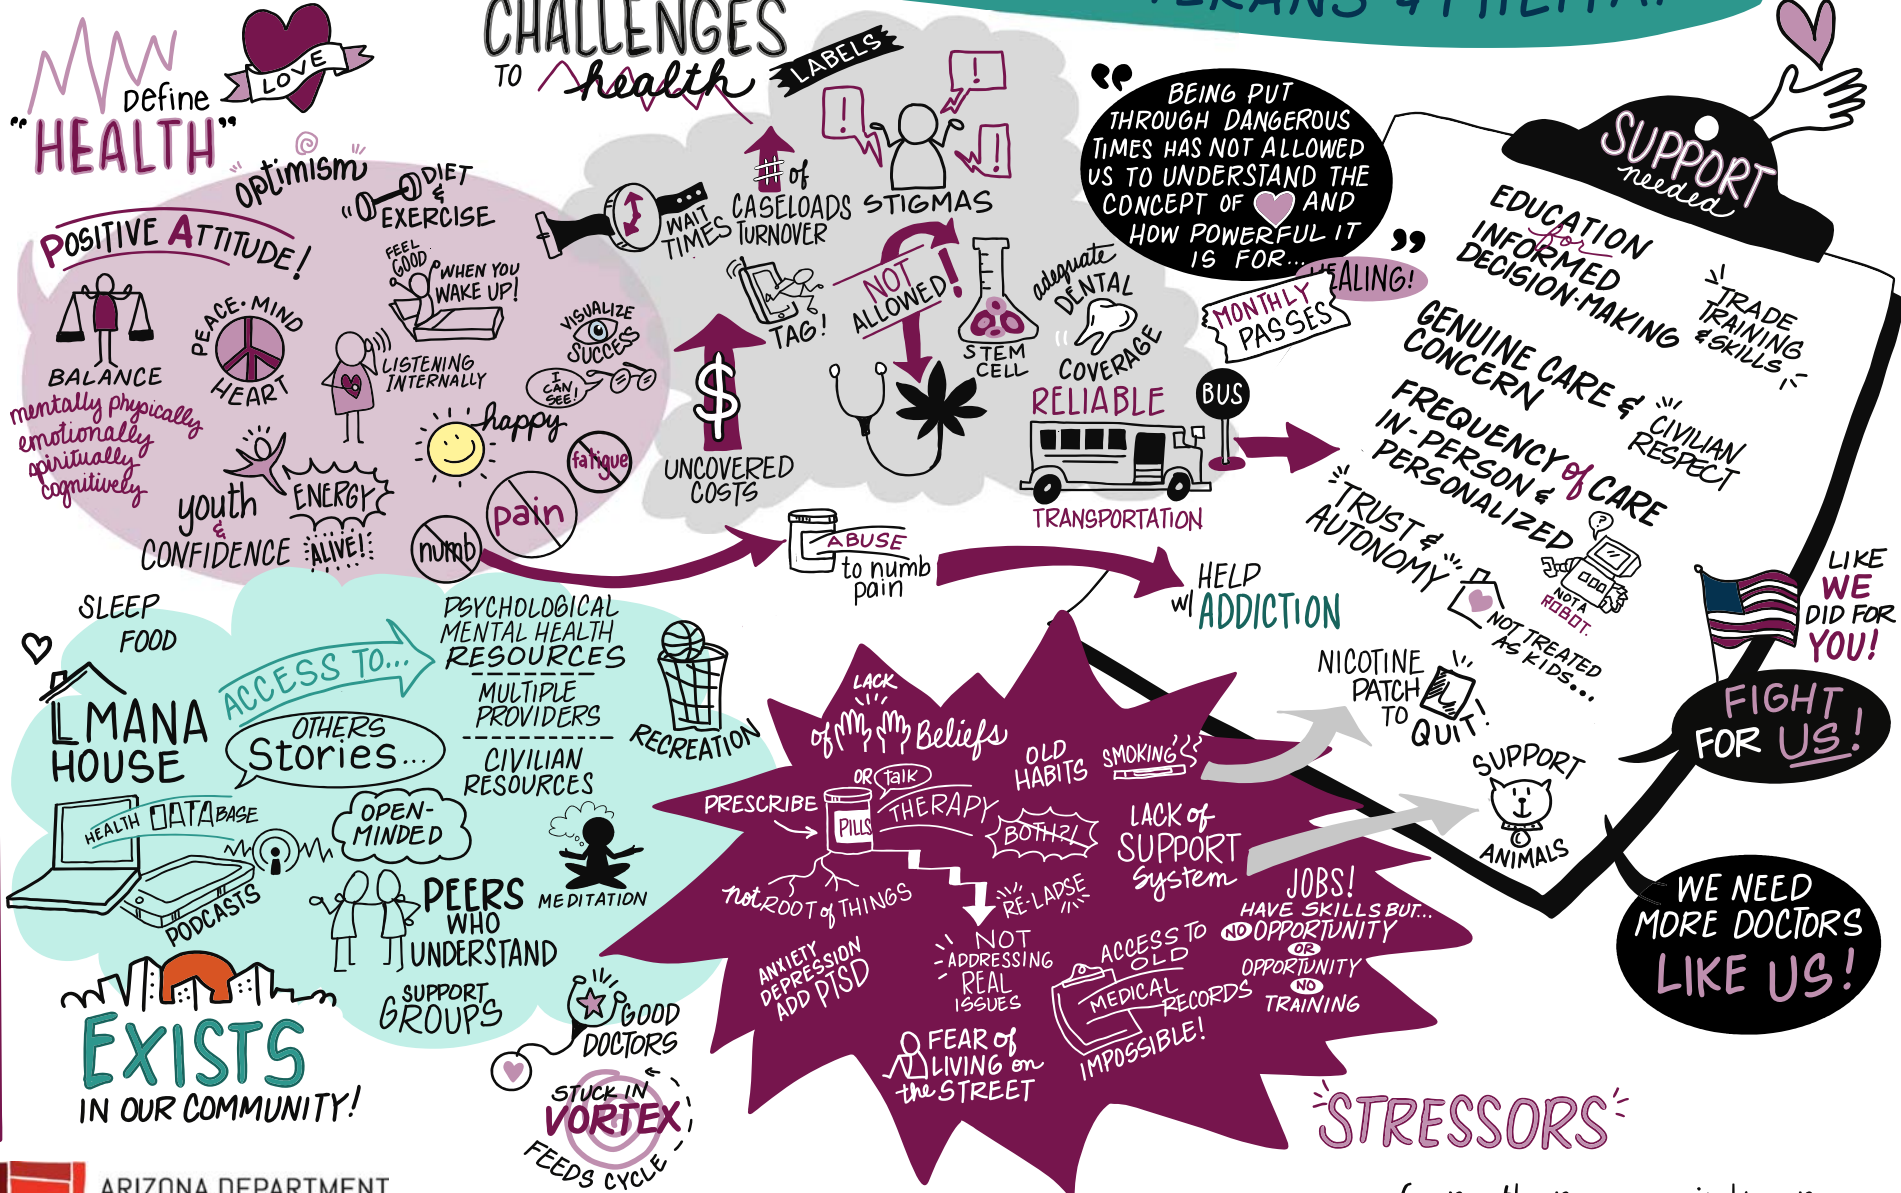 Define
"HEALTH"
LOVE
optimism
DIET
&
EXERCISE
POSITIVE ATTITUDE!
FEEL
GOOD
WHEN YOU
WAKE UP!
BALANCE
mentally physically
emotionally
spiritually
cognitively
PEACE · MIND
HEART
LISTENING
INTERNALLY
VISUALIZE
SUCCESS
I
CAN
SEE!
happy
youth
&
CONFIDENCE
ENERGY
ALIVE!
numb
pain
fatigue
CHALLENGES
TO health
LABELS
! ! !
STIGMAS
# of
CASELOADS
TURNOVER
WAIT
TIMES
TAG!
NOT
ALLOWED!
STEM
CELL
adequate
DENTAL
COVERAGE
$
UNCOVERED
COSTS
RELIABLE
BUS
TRANSPORTATION
MONTHLY
PASSES
"BEING PUT
THROUGH DANGEROUS
TIMES HAS NOT ALLOWED
US TO UNDERSTAND THE
CONCEPT OF AND
HOW POWERFUL IT
IS FOR..."
HEALING!
ABUSE
to numb
pain
HELP
w/ ADDICTION
SUPPORT
needed
EDUCATION
for
INFORMED
DECISION-MAKING
TRADE
TRAINING
& SKILLS
GENUINE CARE &
CONCERN
CIVILIAN
RESPECT
FREQUENCY of CARE
IN-PERSON &
PERSONALIZED
TRUST &
AUTONOMY
?
NOT A
ROBOT.
NOT TREATED
AS KIDS...
NICOTINE
PATCH
TO
QUIT
SUPPORT
ANIMALS
LIKE
WE
DID FOR
YOU!
FIGHT
FOR US!
WE NEED
MORE DOCTORS
LIKE US!
SLEEP
FOOD
LMANA
HOUSE
ACCESS TO...
PSYCHOLOGICAL
MENTAL HEALTH
RESOURCES
MULTIPLE
PROVIDERS
CIVILIAN
RESOURCES
RECREATION
OTHERS
Stories...
HEALTH DATABASE
PODCASTS
OPEN-
MINDED
MEDITATION
PEERS
WHO
UNDERSTAND
SUPPORT
GROUPS
GOOD
DOCTORS
EXISTS
IN OUR COMMUNITY!
STUCK IN
VORTEX
FEEDS CYCLE
LACK
of Beliefs
OLD
HABITS
SMOKING
PRESCRIBE
PILLS
OR talk
THERAPY
BOTH?!
not ROOT of THINGS
RE-LAPSE
LACK of
SUPPORT
System
ANXIETY
DEPRESSION
ADD PTSD
NOT
ADDRESSING
REAL
ISSUES
FEAR of
LIVING on
the STREET
ACCESS TO
OLD
MEDICAL
RECORDS
IMPOSSIBLE!
JOBS!
HAVE SKILLS BUT...
NO OPPORTUNITY
OR
OPPORTUNITY
NO
TRAINING
STRESSORS
ARIZONA DEPARTMENT